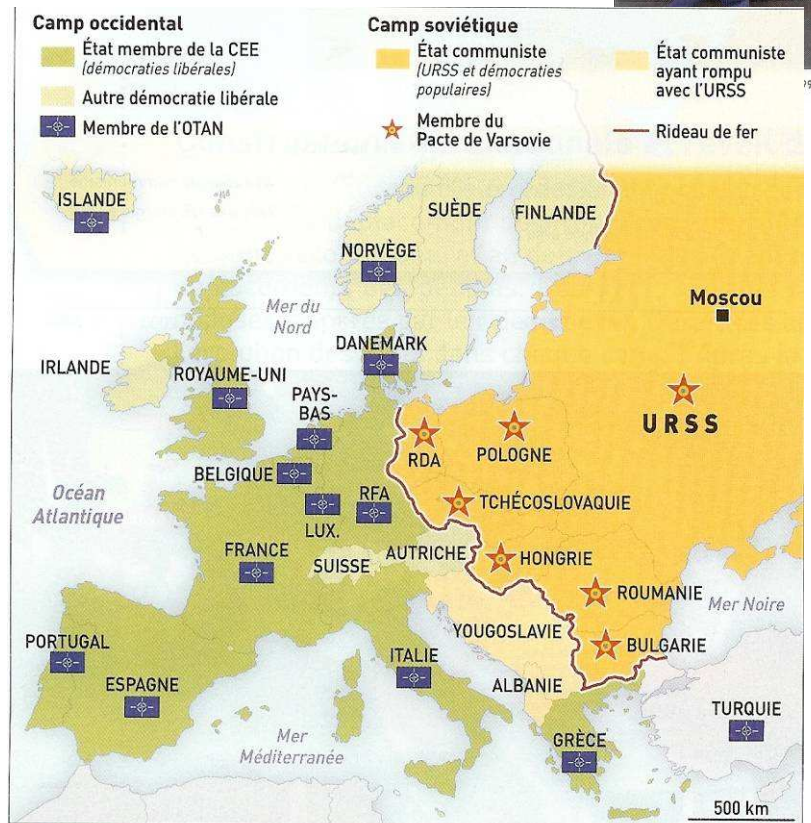 Camp occidental
État membre de la CEE
(démocraties libérales)
Autre démocratie libérale
Membre de l'OTAN
Camp soviétique
État communiste
(URSS et démocraties
populaires)
Membre du
Pacte de Varsovie
État communiste
ayant rompu
avec l'URSS
Rideau de fer
ISLANDE
SUÈDE
FINLANDE
NORVÈGE
Moscou
Mer du
Nord
DANEMARK
IRLANDE
ROYAUME-UNI
PAYS-
BAS
URSS
RDA
POLOGNE
BELGIQUE
Océan
Atlantique
LUX.
RFA
TCHÉCOSLOVAQUIE
FRANCE
SUISSE
AUTRICHE
HONGRIE
ROUMANIE
Mer Noire
YOUGOSLAVIE
BULGARIE
PORTUGAL
ESPAGNE
ITALIE
ALBANIE
TURQUIE
Mer
Méditerranée
GRÈCE
500 km